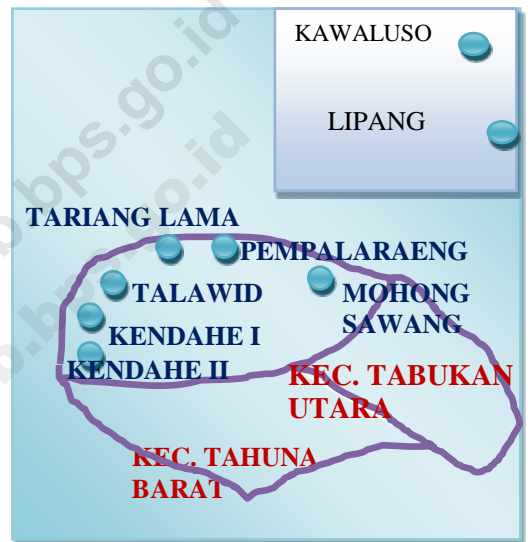 KAWALUSO
LIPANG
TARIANG LAMA
PEMPALARAENG
TALAWID
MOHONG
SAWANG
KENDAHE I
KENDAHE II
KEC. TABUKAN
UTARA
KEC. TAHUNA
BARAT
b.bps.go.id
b.bps.go.id